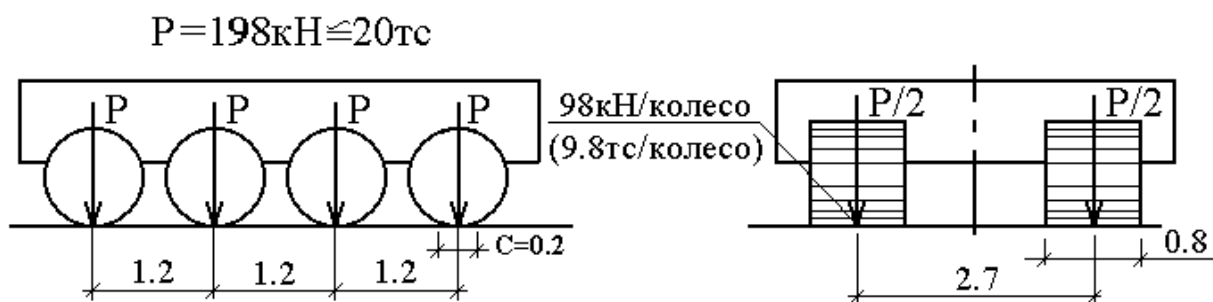 P=198кН≦20тс
P P P P
98кН/колесо
(9.8тс/колесо)
P/2 P/2
C=0.2
1.2 1.2 1.2
0.8
2.7